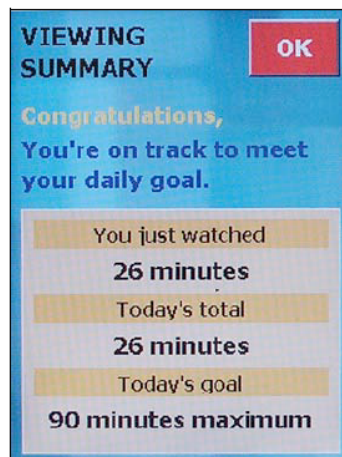 VIEWING
SUMMARY
OK
Congratulations,
You're on track to meet
your daily goal.
You just watched
26 minutes
Today's total
26 minutes
Today's goal
90 minutes maximum